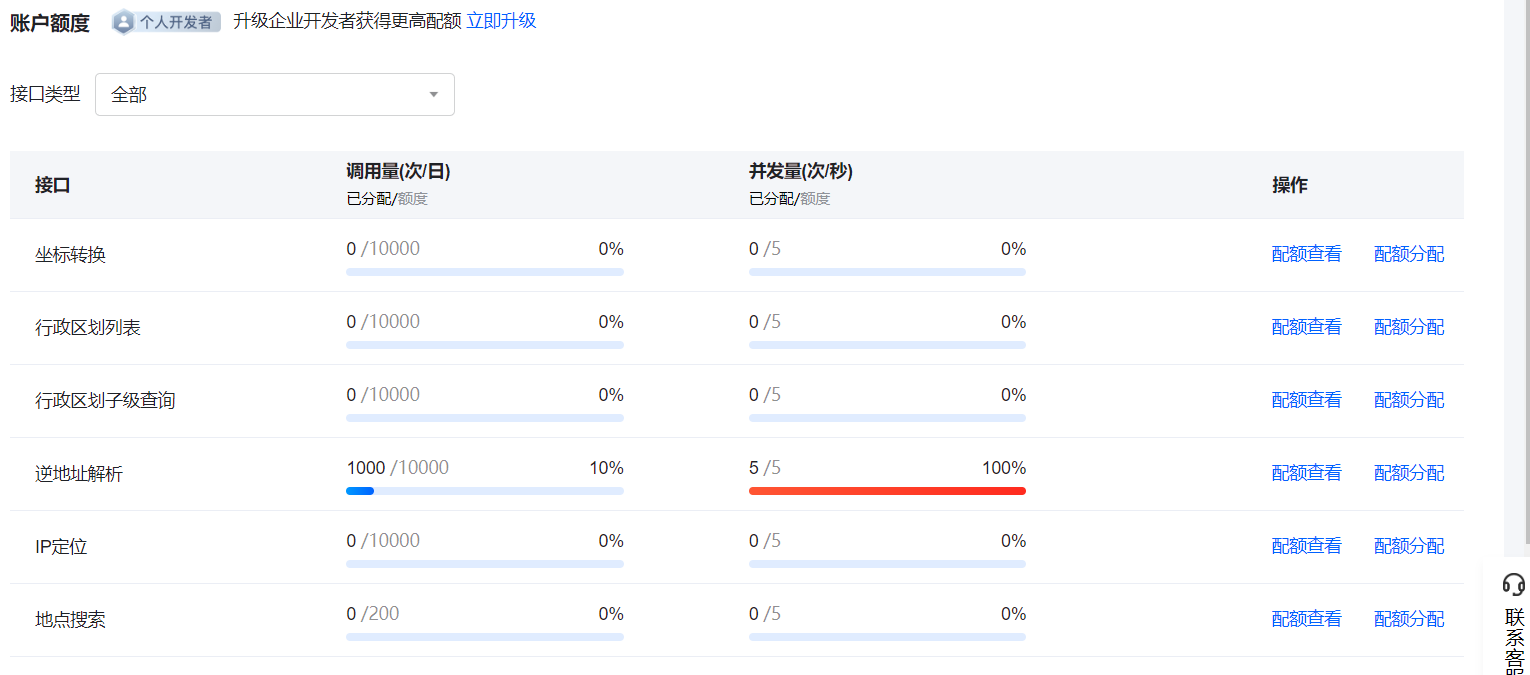 账户额度 个人开发者 升级企业开发者获得更高配额 立即升级
接口类型 全部
接口 调用量(次/日) 已分配/额度 并发量(次/秒) 已分配/额度 操作
坐标转换 0 /10000 0% 0 /5 0% 配额查看 配额分配
行政区划列表 0 /10000 0% 0 /5 0% 配额查看 配额分配
行政区划子级查询 0 /10000 0% 0 /5 0% 配额查看 配额分配
逆地址解析 1000 /10000 10% 5 /5 100% 配额查看 配额分配
IP定位 0 /10000 0% 0 /5 0% 配额查看 配额分配
地点搜索 0 /200 0% 0 /5 0% 配额查看 配额分配
联系客服